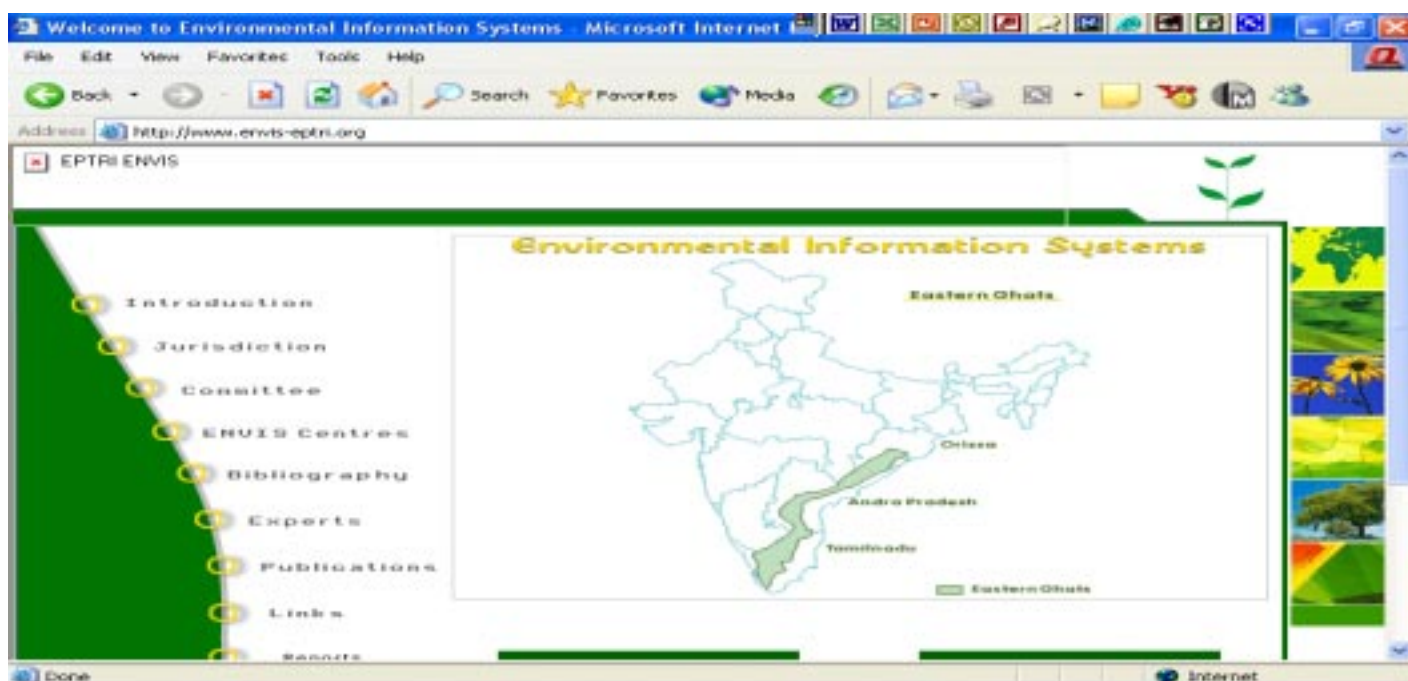 Welcome to Environmental Information Systems - Microsoft Internet
File Edit View Favorites Tools Help
Back Search Favorites Media
Address http://www.envis-eptri.org
EPTRI ENVIS
Environmental Information Systems
Eastern Ghats
Introduction
Jurisdiction
Committee
ENVIS Centres
Bibliography
Experts
Publications
Links
Reports
Orissa
Andra Pradesh
Tamilnadu
Eastern Ghats
Done
Internet